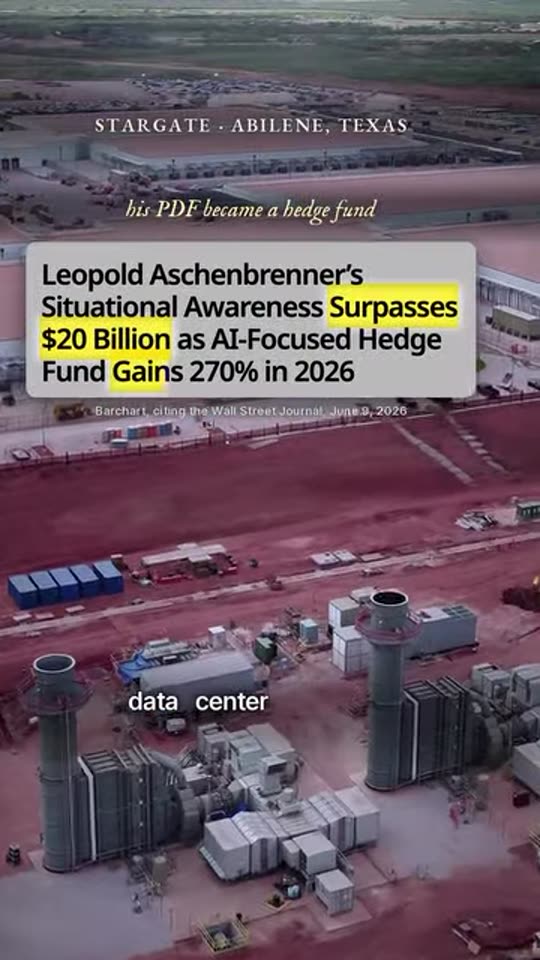 STARGATE · ABILENE, TEXAS
his PDF became a hedge fund
Leopold Aschenbrenner's
Situational Awareness Surpasses
$20 Billion as AI-Focused Hedge
Fund Gains 270% in 2026
Barchart, citing the Wall Street Journal, June 9, 2026
data center